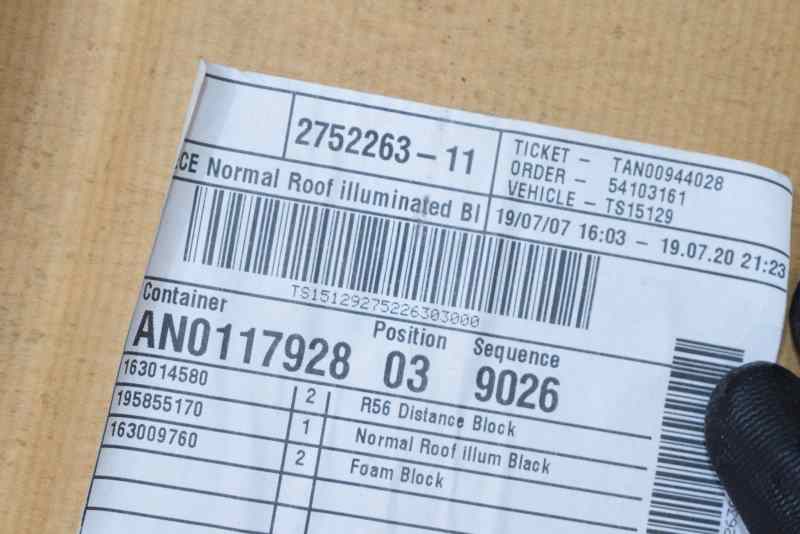 2752263 – 11
TICKET – TAN00944028
ORDER – 54103161
VEHICLE – TS15129
CE Normal Roof illuminated Bl
19/07/07 16:03 – 19.07.20 21:23
TS15129275226303000
Container Position Sequence
AN0117928 03 9026
163014580 2 R56 Distance Block
195855170 1 Normal Roof illum Black
163009760 2 Foam Block